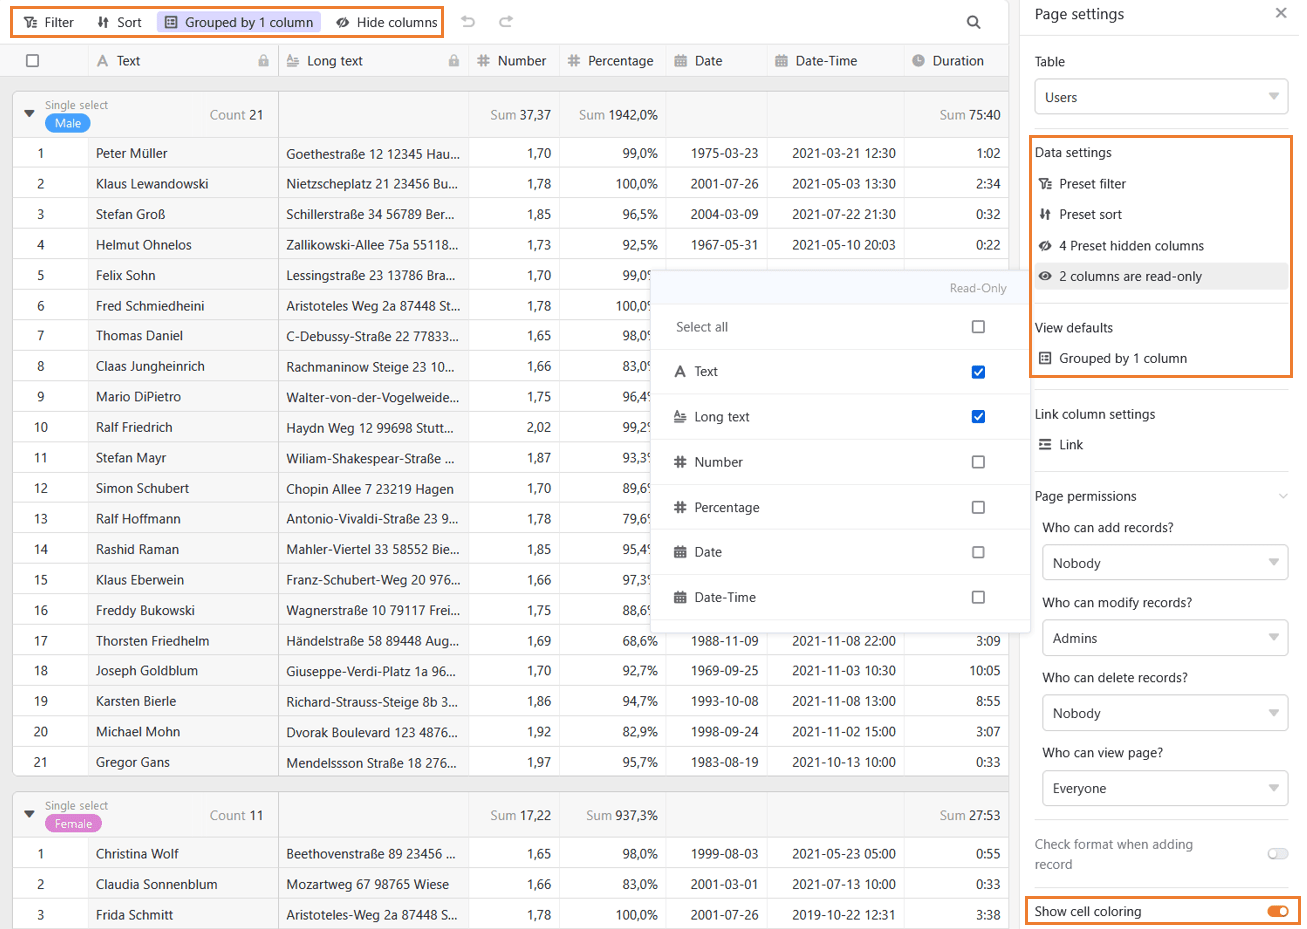 Filter Sort Grouped by 1 column Hide columns
Text Long text Number Percentage Date Date-Time Duration
Single select
Male Count 21 Sum 37,37 Sum 1942,0% Sum 75:40
1 Peter Müller Goethestraße 12 12345 Hau... 1,70 99,0% 1975-03-23 2021-03-21 12:30 1:02
2 Klaus Lewandowski Nietzscheplatz 21 23456 Bu... 1,78 100,0% 2001-07-26 2021-05-03 13:30 2:34
3 Stefan Groß Schillerstraße 34 56789 Ber... 1,85 96,5% 2004-03-09 2021-07-22 21:30 0:32
4 Helmut Ohnelos Zallikowski-Allee 75a 55118... 1,73 92,5% 1967-05-31 2021-05-10 20:03 0:22
5 Felix Sohn Lessingstraße 23 13786 Bra... 1,70 99,0%
6 Fred Schmiedheini Aristoteles Weg 2a 87448 St... 1,78 100,0%
7 Thomas Daniel C-Debussy-Straße 22 77833... 1,65 98,0%
8 Claas Jungheinrich Rachmaninow Steige 23 10... 1,66 83,0%
9 Mario DiPietro Walter-von-der-Vogelweide... 1,75 96,4%
10 Ralf Friedrich Haydn Weg 12 99698 Stutt... 2,02 99,2%
11 Stefan Mayr Wiliam-Shakespear-Straße ... 1,87 93,3%
12 Simon Schubert Chopin Allee 7 23219 Hagen 1,70 89,6%
13 Ralf Hoffmann Antonio-Vivaldi-Straße 23 9... 1,78 79,6%
14 Rashid Raman Mahler-Viertel 33 58552 Bie... 1,85 95,4%
15 Klaus Eberwein Franz-Schubert-Weg 20 976... 1,66 97,3%
16 Freddy Bukowski Wagnerstraße 10 79117 Frei... 1,75 88,6%
17 Thorsten Friedhelm Händelstraße 58 89448 Aug... 1,69 68,6% 1988-11-09 2021-11-08 22:00 3:09
18 Joseph Goldblum Giuseppe-Verdi-Platz 1a 96... 1,70 92,7% 1969-09-25 2021-11-03 10:30 10:05
19 Karsten Bierle Richard-Strauss-Steige 8b 3... 1,86 94,7% 1993-10-08 2021-11-08 13:00 8:55
20 Michael Mohn Dvorak Boulevard 123 4876... 1,92 82,9% 1998-09-24 2021-11-02 15:00 3:07
21 Gregor Gans Mendelssson Straße 18 276... 1,97 95,7% 1983-08-19 2021-10-13 10:00 0:33
Single select
Female Count 11 Sum 17,22 Sum 937,3% Sum 27:53
1 Christina Wolf Beethovenstraße 89 23456 ... 1,65 98,0% 1999-08-03 2021-05-23 05:00 0:55
2 Claudia Sonnenblum Mozartweg 67 98765 Wiese 1,66 83,0% 2001-03-01 2021-07-13 10:00 0:33
3 Frida Schmitt Aristoteles-Weg 2a 87448 S... 1,78 100,0% 2001-07-26 2019-10-22 12:31 3:38
Read-Only
Select all
Text
Long text
Number
Percentage
Date
Date-Time
Page settings
Table
Users
Data settings
Preset filter
Preset sort
4 Preset hidden columns
2 columns are read-only
View defaults
Grouped by 1 column
Link column settings
Link
Page permissions
Who can add records?
Nobody
Who can modify records?
Admins
Who can delete records?
Nobody
Who can view page?
Everyone
Check format when adding
record
Show cell coloring